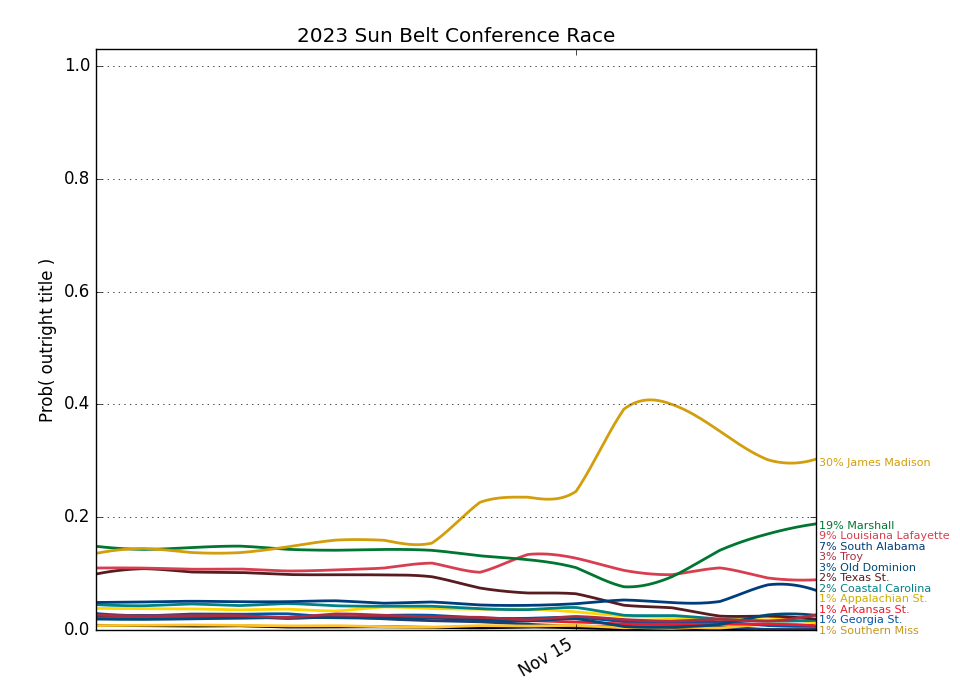 2023 Sun Belt Conference Race
1.0
0.8
0.6
0.4
0.2
0.0
Prob( outright title )
Nov 15
30% James Madison
19% Marshall
9% Louisiana Lafayette
7% South Alabama
3% Troy
3% Old Dominion
2% Texas St.
2% Coastal Carolina
1% Appalachian St.
1% Arkansas St.
1% Georgia St.
1% Southern Miss